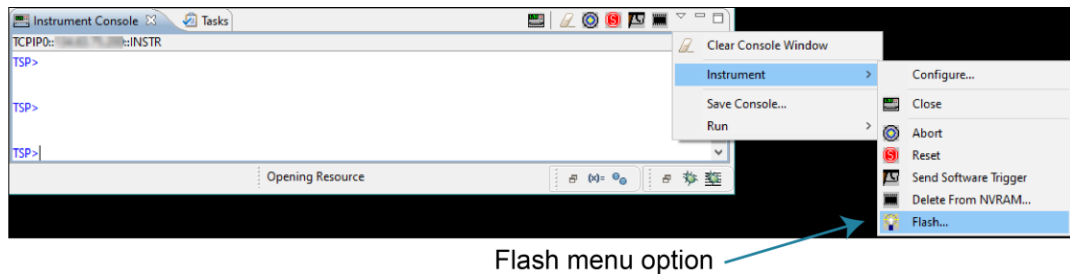 Instrument Console Tasks
TCPIP0:: ::INSTR
TSP>
TSP>
TSP>
Opening Resource
(x)=
Clear Console Window
Instrument
Save Console...
Run
Configure...
Close
Abort
Reset
Send Software Trigger
Delete From NVRAM...
Flash...
Flash menu option